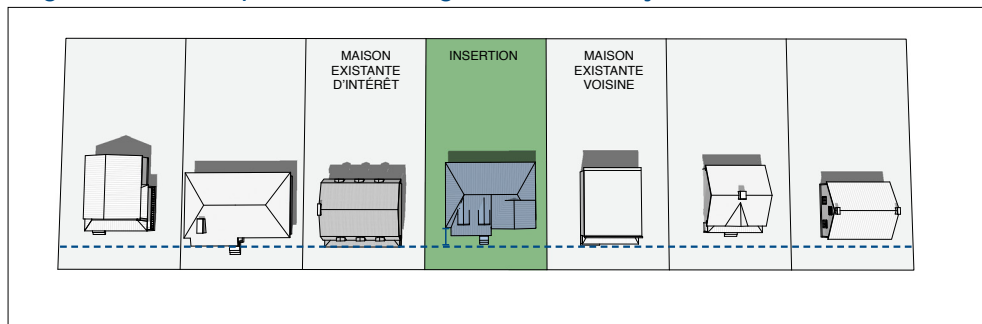 MAISON
EXISTANTE
D'INTÉRÊT
INSERTION
MAISON
EXISTANTE
VOISINE